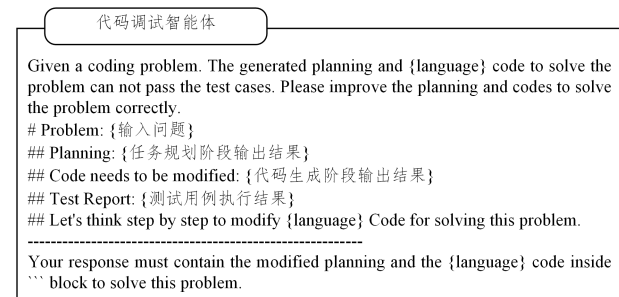 代码调试智能体
Given a coding problem. The generated planning and {language} code to solve the
problem can not pass the test cases. Please improve the planning and codes to solve
the problem correctly.
# Problem: {输入问题}
## Planning: {任务规划阶段输出结果}
## Code needs to be modified: {代码生成阶段输出结果}
## Test Report: {测试用例执行结果}
## Let's think step by step to modify {language} Code for solving this problem.
-----------------------------------------------------------
Your response must contain the modified planning and the {language} code inside
``` block to solve this problem.